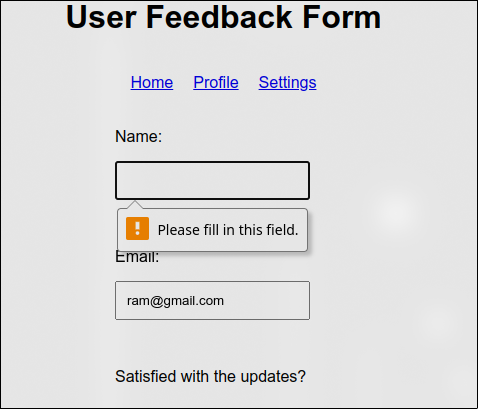 User Feedback Form
Home Profile Settings
Name:
Please fill in this field.
Email:
ram@gmail.com
Satisfied with the updates?